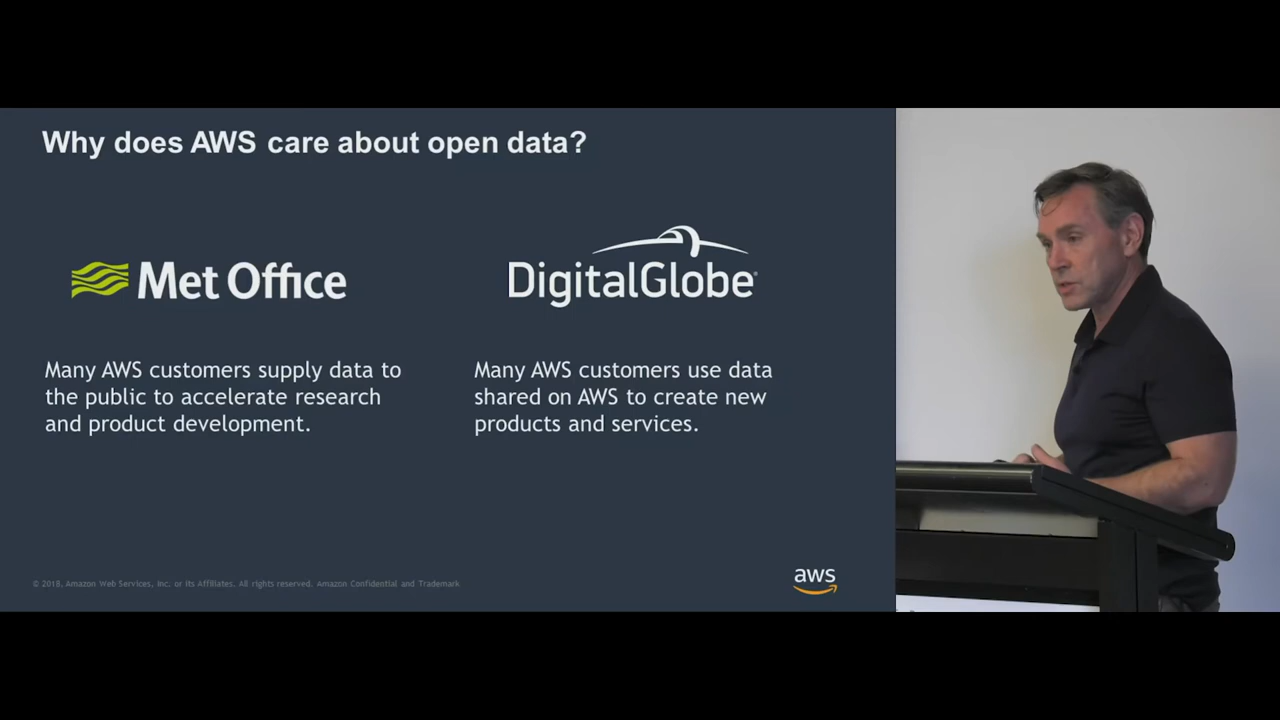 Why does AWS care about open data?
Met Office
DigitalGlobe
Many AWS customers supply data to
the public to accelerate research
and product development.
Many AWS customers use data
shared on AWS to create new
products and services.
© 2018, Amazon Web Services, Inc. or its Affiliates. All rights reserved. Amazon Confidential and Trademark
aws